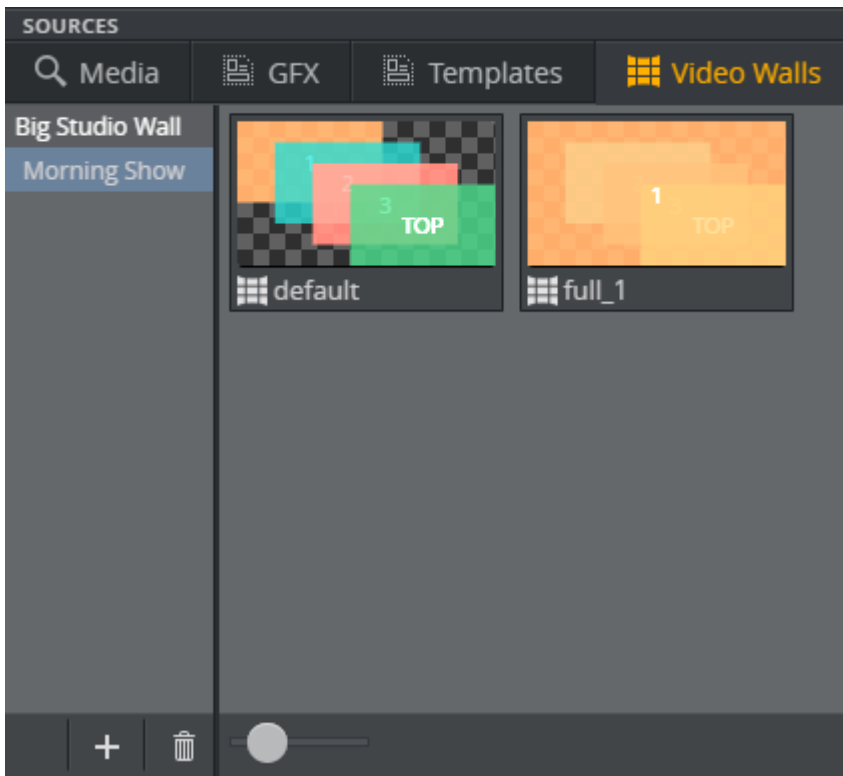 SOURCES
Media GFX Templates Video Walls
Big Studio Wall
Morning Show
1
2
3
TOP
default
1
3
TOP
full_1